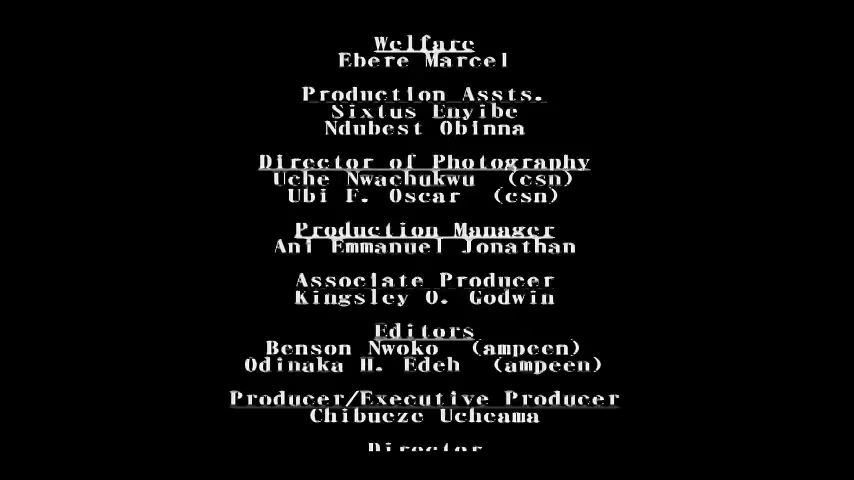 Welfare
Ebere Marcel
Production Assts.
Sixtus Enyibe
Ndubest Obinna
Director of Photography
Uche Nwachukwu (csn)
Ubi F. Oscar (csn)
Production Manager
Ani Emmanuel Jonathan
Associate Producer
Kingsley O. Godwin
Editors
Benson Nwoko (ampeen)
Odinaka H. Edeh (ampeen)
Producer/Executive Producer
Chibueze Ucheama
Director